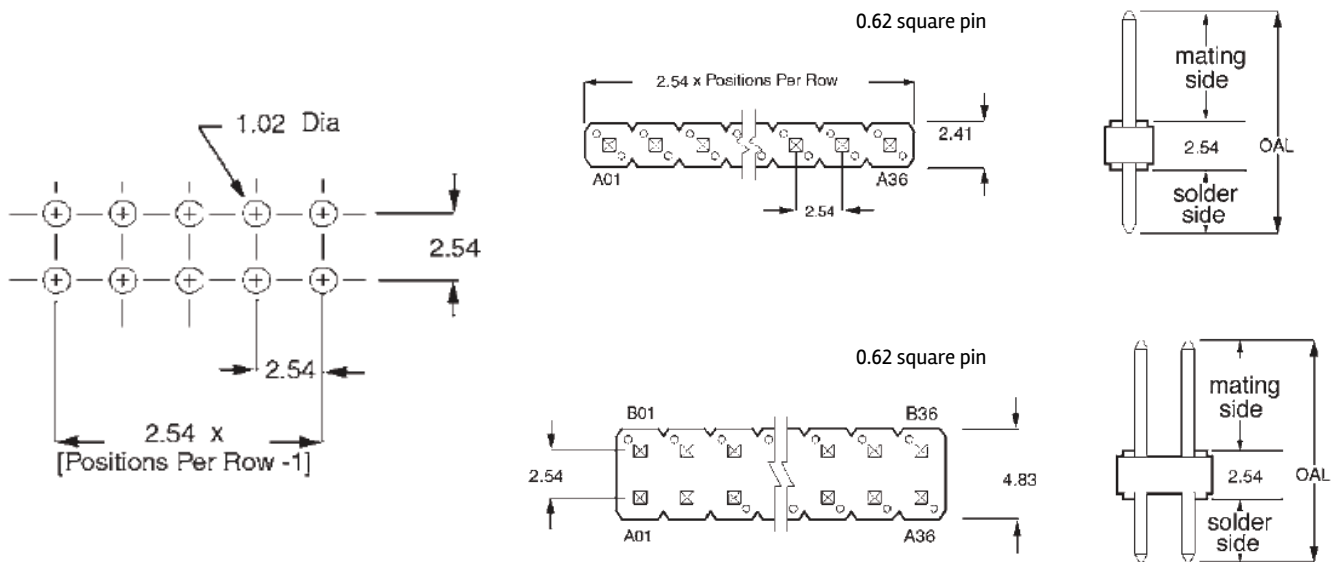 1.02 Dia
2.54
2.54
2.54 x
[Positions Per Row -1]
0.62 square pin
2.54 x Positions Per Row
2.41
A01
A36
2.54
mating
side
2.54
OAL
solder
side
0.62 square pin
B01
B36
2.54
4.83
A01
A36
mating
side
2.54
OAL
solder
side